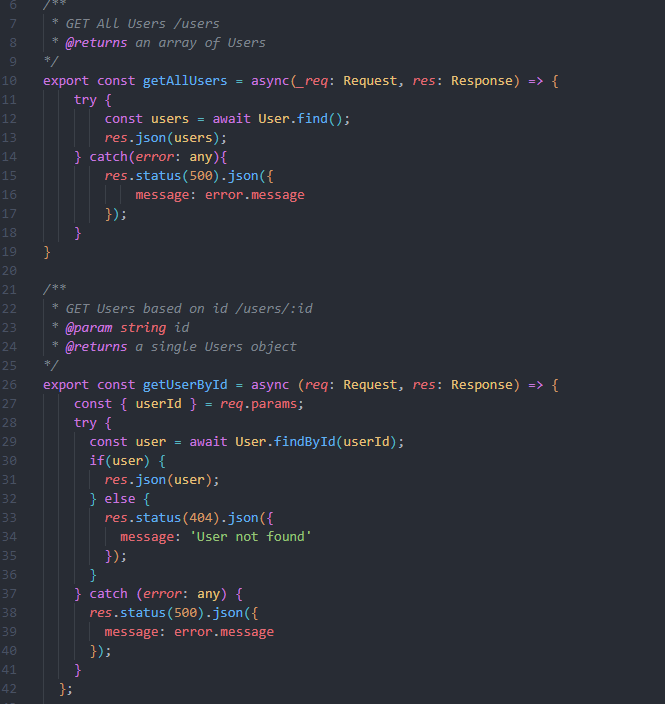 6 /**
7  * GET All Users /users
8  * @returns an array of Users
9 */
10 export const getAllUsers = async(_req: Request, res: Response) => {
11     try {
12         const users = await User.find();
13         res.json(users);
14     } catch(error: any){
15         res.status(500).json({
16             message: error.message
17         });
18     }
19 }
20
21 /**
22  * GET Users based on id /users/:id
23  * @param string id
24  * @returns a single Users object
25 */
26 export const getUserById = async (req: Request, res: Response) => {
27     const { userId } = req.params;
28     try {
29       const user = await User.findById(userId);
30       if(user) {
31         res.json(user);
32       } else {
33         res.status(404).json({
34           message: 'User not found'
35         });
36       }
37     } catch (error: any) {
38       res.status(500).json({
39         message: error.message
40       });
41     }
42   };